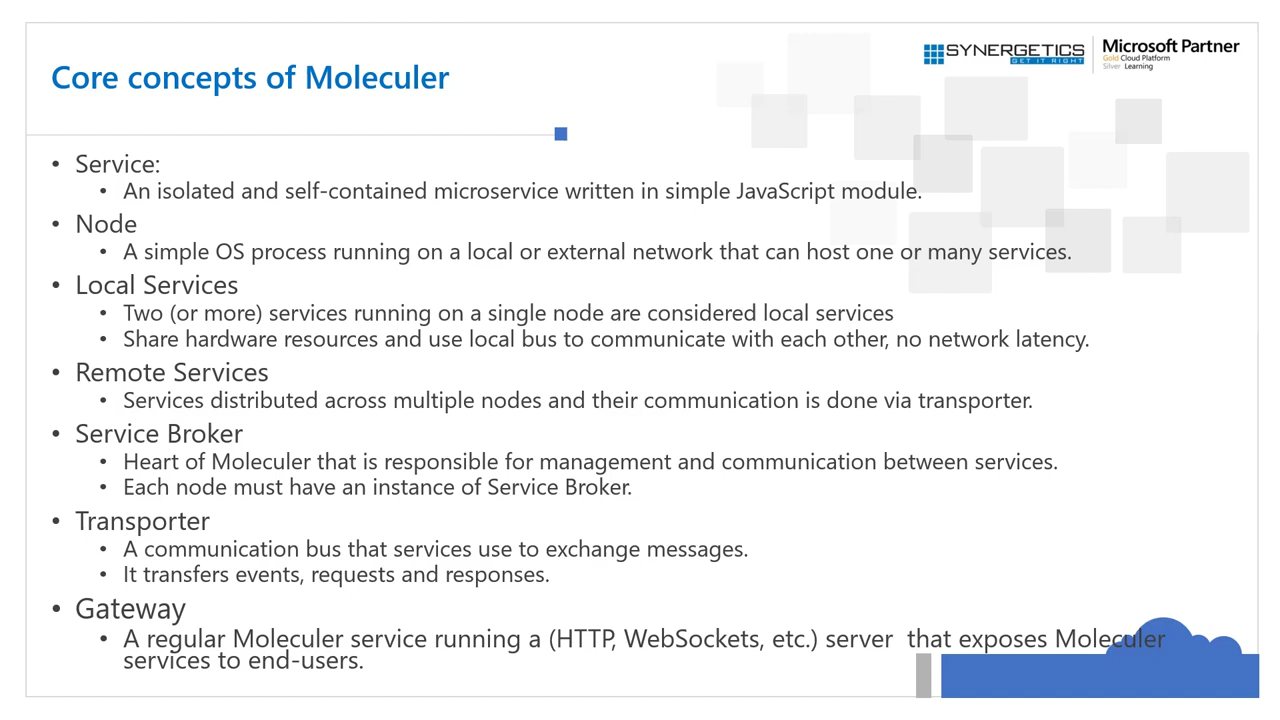 Core concepts of Moleculer
SYNERGETICS
GET IT RIGHT
Microsoft Partner
Gold Cloud Platform
Silver Learning
• Service:
• An isolated and self-contained microservice written in simple JavaScript module.
• Node
• A simple OS process running on a local or external network that can host one or many services.
• Local Services
• Two (or more) services running on a single node are considered local services
• Share hardware resources and use local bus to communicate with each other, no network latency.
• Remote Services
• Services distributed across multiple nodes and their communication is done via transporter.
• Service Broker
• Heart of Moleculer that is responsible for management and communication between services.
• Each node must have an instance of Service Broker.
• Transporter
• A communication bus that services use to exchange messages.
• It transfers events, requests and responses.
• Gateway
• A regular Moleculer service running a (HTTP, WebSockets, etc.) server  that exposes Moleculer
services to end-users.